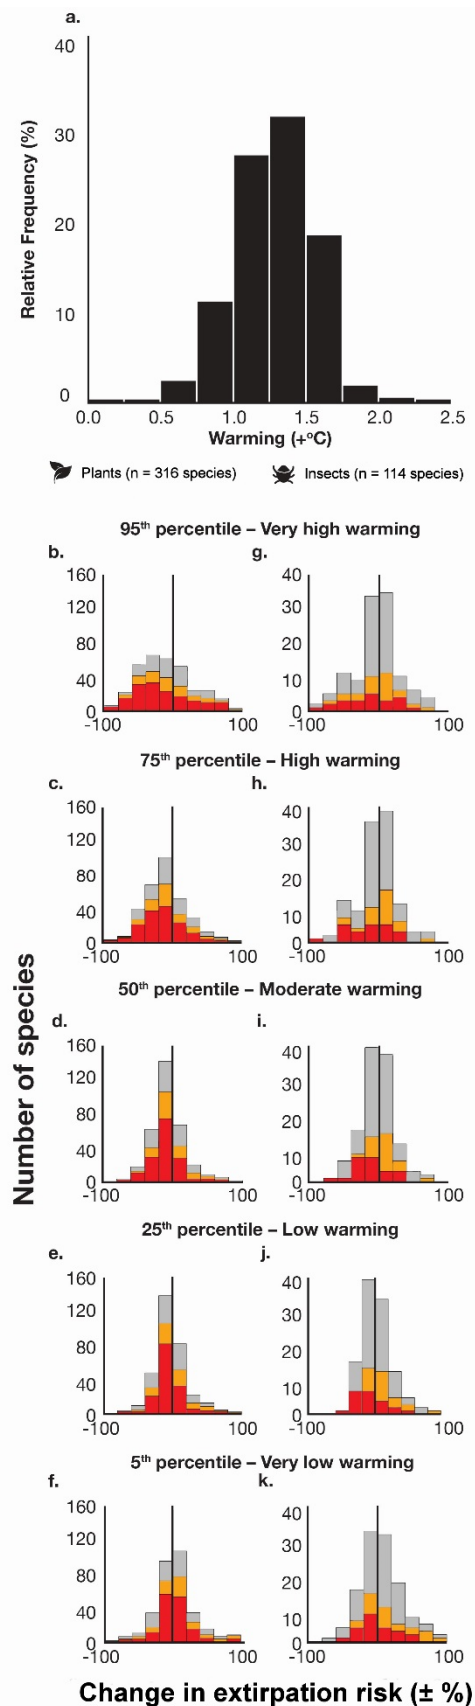 a.
40
30
20
10
0
Relative Frequency (%)
0.0 0.5 1.0 1.5 2.0 2.5
Warming (+°C)
Plants (n = 316 species) Insects (n = 114 species)
95th percentile – Very high warming
b. g.
160 40
120 30
80 20
40 10
0 0
-100 100 -100 100
75th percentile – High warming
c. h.
160 40
120 30
80 20
40 10
0 0
-100 100 -100 100
50th percentile – Moderate warming
d. i.
160 40
120 30
80 20
40 10
0 0
-100 100 -100 100
Number of species
25th percentile – Low warming
e. j.
160 40
120 30
80 20
40 10
0 0
-100 100 -100 100
5th percentile – Very low warming
f. k.
160 40
120 30
80 20
40 10
0 0
-100 100 -100 100
Change in extirpation risk (± %)